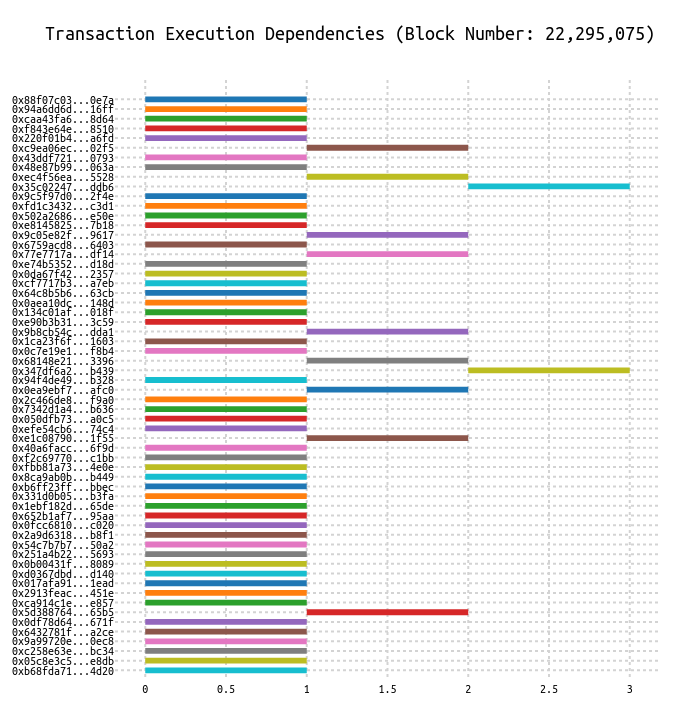 Transaction Execution Dependencies (Block Number: 22,295,075)
0x88f07c03...0e7a
0x94a6dd6d...16ff
0xcaa43fa6...8d64
0xf843e64e...8510
0x220f01b4...a6fd
0xc9ea06ec...02f5
0x43ddf721...0793
0x48e87b99...063a
0xec4f56ea...5528
0x35c02247...ddb6
0x9c5f97d0...2f4e
0xfd1c3432...c3d1
0x502a2686...e50e
0xe8145825...7b18
0x9c05e82f...9617
0x6759acd8...6403
0x77e7717a...df14
0xe74b5352...d18d
0x0da67f42...2357
0xcf7717b3...a7eb
0x64c8b5b6...63cb
0x0aea10dc...148d
0x134c01af...018f
0xe90b3b31...3c59
0x9b8cb54c...dda1
0x1ca23f6f...1603
0x0c7e19e1...f8b4
0x68148e21...3396
0x347df6a2...b439
0x94f4de49...b328
0x0ea9ebf7...afc0
0x2c466de8...f9a0
0x7342d1a4...b636
0x050dfb73...a0c5
0xefe54cb6...74c4
0xe1c08790...1f55
0x40a6facc...6f9d
0xf2c69770...c1bb
0xfbb81a73...4e0e
0x8ca9ab0b...b449
0xb6ff23ff...bbec
0x331d0b05...b3fa
0x1ebf182d...65de
0x652b1af7...95aa
0x0fcc6810...c020
0x2a9d6318...b8f1
0x54c7b7b7...50a2
0x251a4b22...5693
0x0b00431f...8089
0xd0367dbd...d140
0x017afa91...1ead
0x2913feac...451e
0xca914c1e...e857
0x5d388764...65b5
0x0df78d64...671f
0x6432781f...a2ce
0x9a99720e...0ec8
0xc258e63e...bc34
0x05c8e3c5...e8db
0xb68fda71...4d20
0 0.5 1 1.5 2 2.5 3